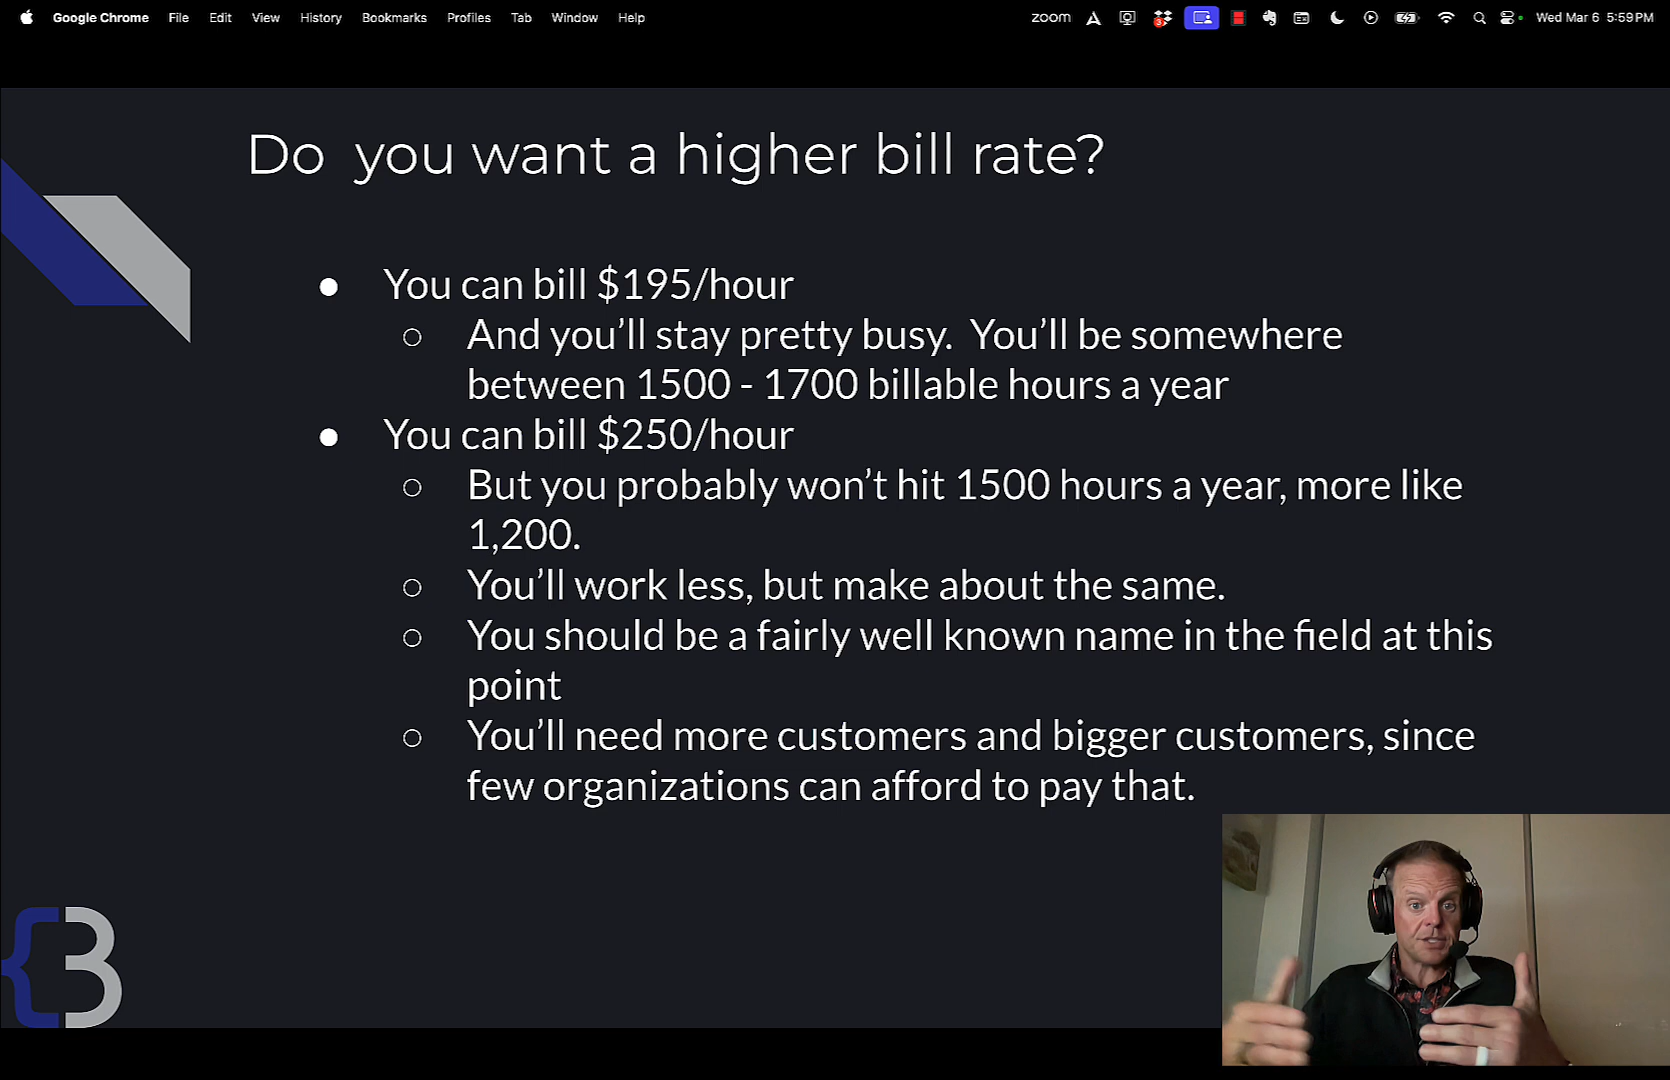 Google Chrome File Edit View History Bookmarks Profiles Tab Window Help zoom 3 Wed Mar 6 5:59 PM
Do you want a higher bill rate?
● You can bill $195/hour
○ And you’ll stay pretty busy. You’ll be somewhere
between 1500 - 1700 billable hours a year
● You can bill $250/hour
○ But you probably won’t hit 1500 hours a year, more like
1,200.
○ You’ll work less, but make about the same.
○ You should be a fairly well known name in the field at this
point
○ You’ll need more customers and bigger customers, since
few organizations can afford to pay that.
{3